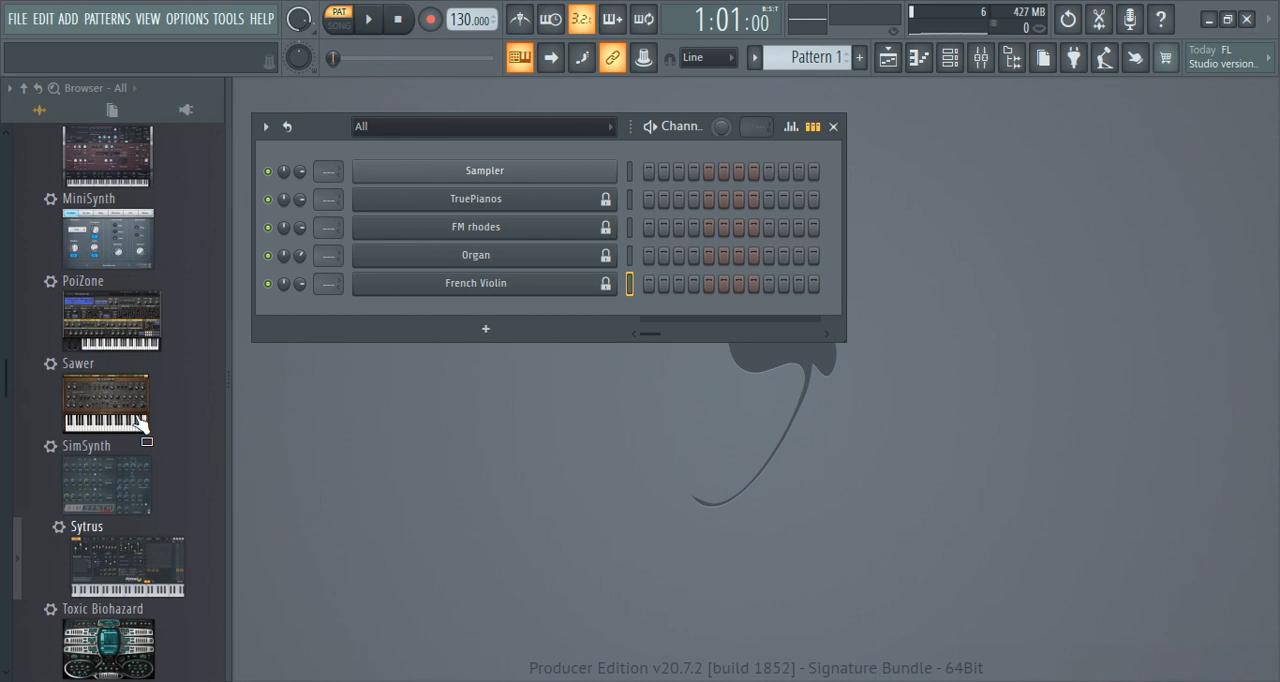 FILE EDIT ADD PATTERNS VIEW OPTIONS TOOLS HELP
PAT
SONG
130.000
3.2.
1:01:00
B:S:T
6
427 MB
0
Line
Pattern 1
Today FL
Studio version..
Browser - All
All
Chann..
Sampler
TruePianos
FM rhodes
Organ
French Violin
+
MiniSynth
PoiZone
Sawer
SimSynth
Sytrus
Toxic Biohazard
Producer Edition v20.7.2 [build 1852] - Signature Bundle - 64Bit